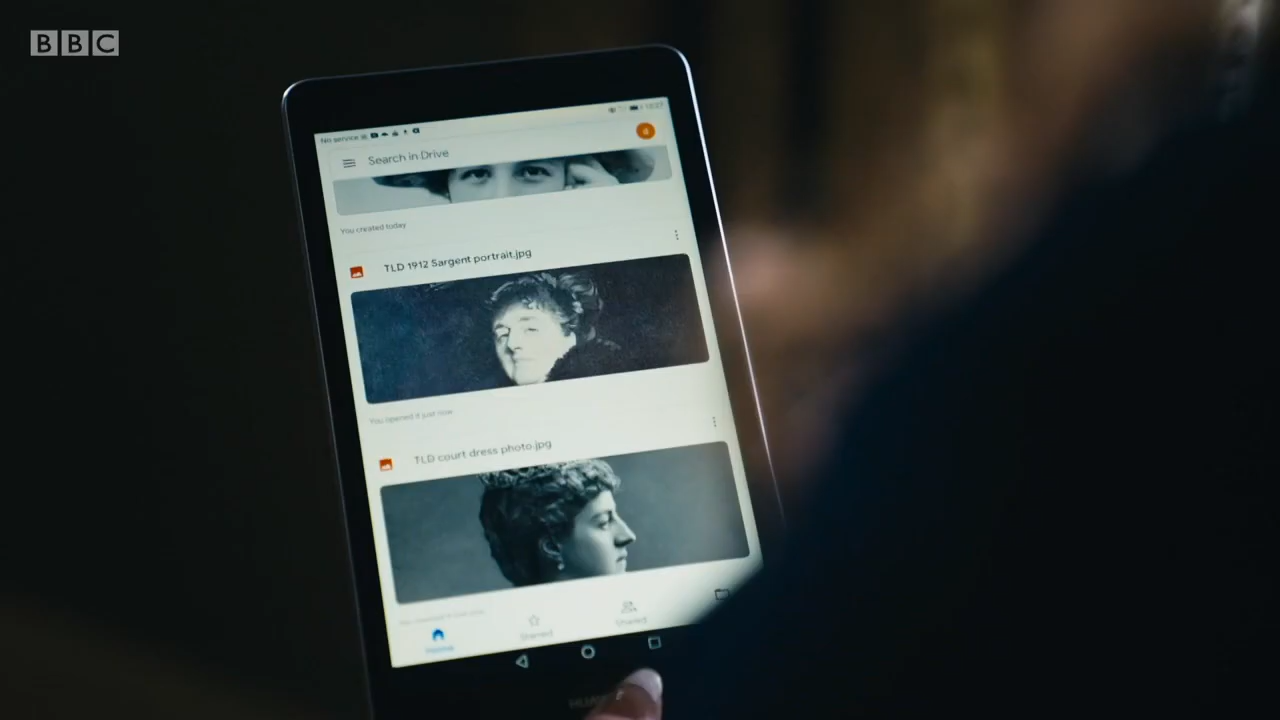 BBC
No service
Search in Drive
You created today
TLD 1912 Sargent portrait.jpg
You opened it just now
TLD court dress photo.jpg
Home
Starred
Shared